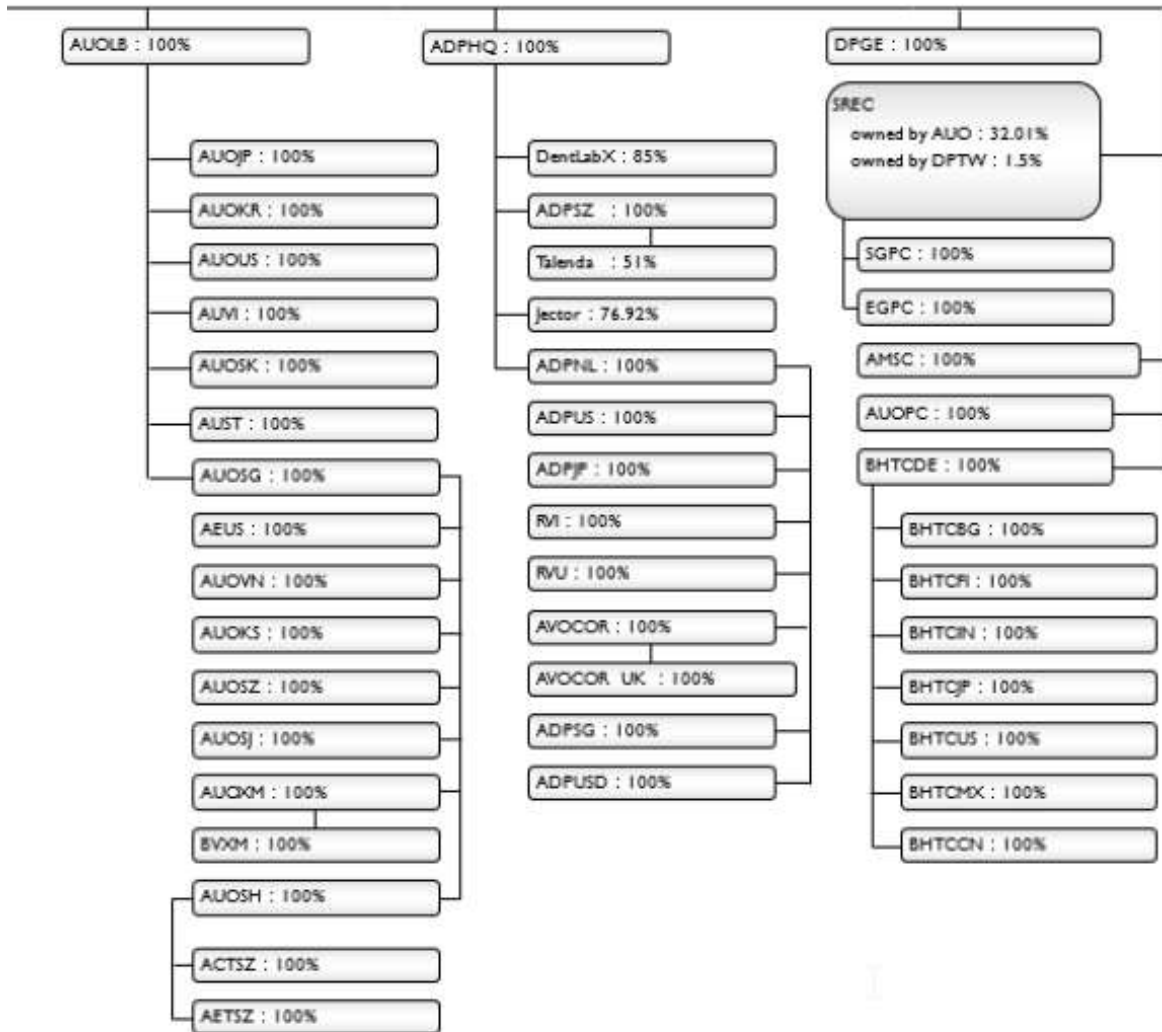 AUOLB : 100%
AUOJP : 100%
AUOKR : 100%
AUOUS : 100%
AUVI : 100%
AUOSK : 100%
AUST : 100%
AUOSG : 100%
AEUS : 100%
AUOVN : 100%
AUOKS : 100%
AUOSZ : 100%
AUOSJ : 100%
AUOXM : 100%
BVXM : 100%
AUOSH : 100%
ACTSZ : 100%
AETSZ : 100%
ADPHQ : 100%
DentLabX : 85%
ADPSZ : 100%
Talenda : 51%
Jector : 76.92%
ADPNL : 100%
ADPUS : 100%
ADPJP : 100%
RVI : 100%
RVU : 100%
AVOCOR : 100%
AVOCOR UK : 100%
ADPSG : 100%
ADPUSD : 100%
DPGE : 100%
SREC
owned by AUO : 32.01%
owned by DPTW : 1.5%
SGPC : 100%
EGPC : 100%
AMSC : 100%
AUOPC : 100%
BHTCDE : 100%
BHTCBG : 100%
BHTCFI : 100%
BHTCIN : 100%
BHTCJP : 100%
BHTCUS : 100%
BHTCMX : 100%
BHTCCN : 100%